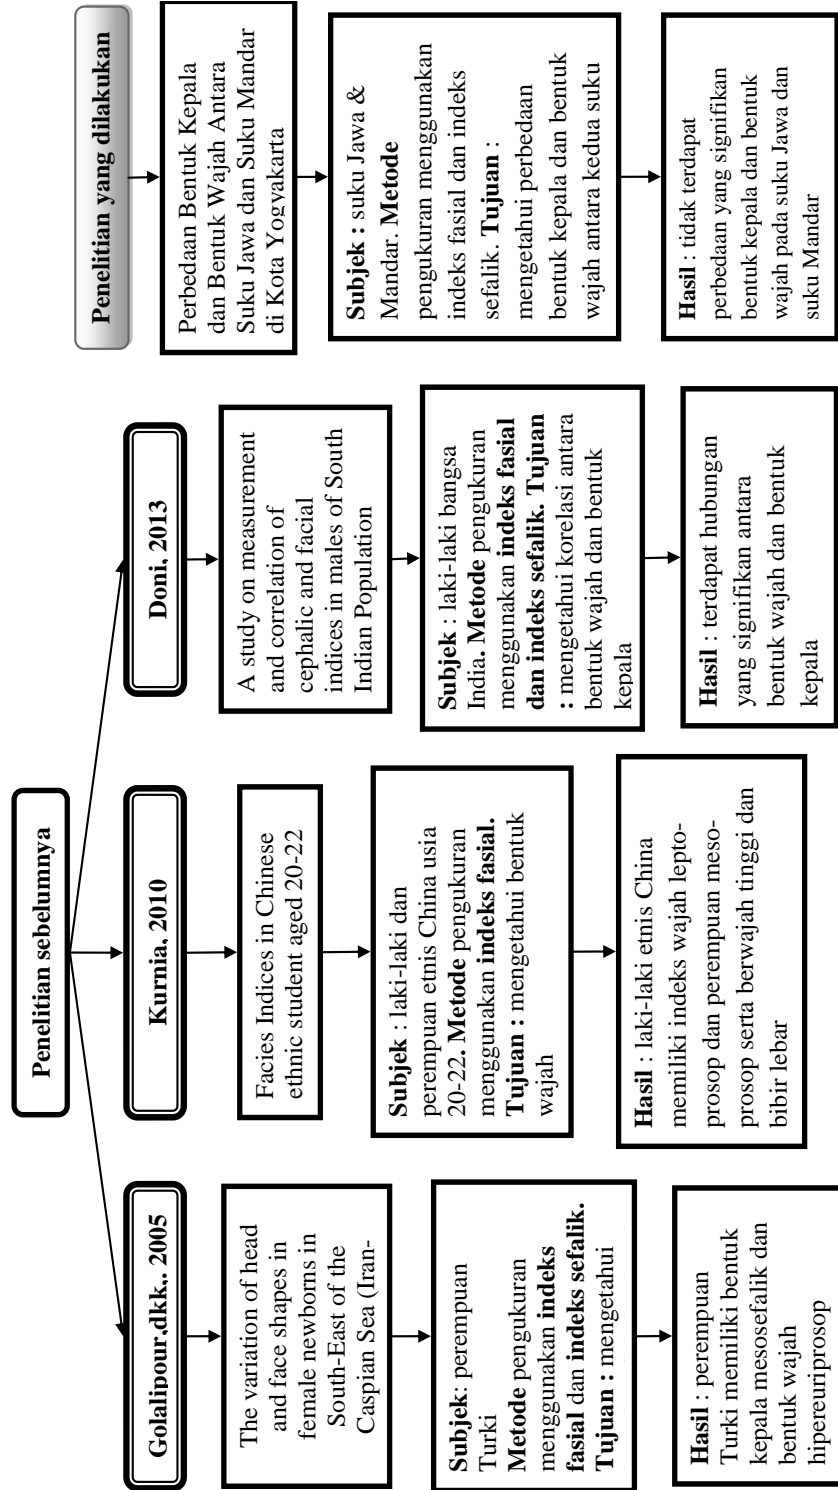 Penelitian sebelumnya
Golalipour,dkk,. 2005
The variation of head
and face shapes in
female newborns in
South-East of the
Caspian Sea (Iran-
Subjek: perempuan
Turki
Metode pengukuran
menggunakan indeks
fasial dan indeks sefalik.
Tujuan : mengetahui
Hasil : perempuan
Turki memiliki bentuk
kepala mesosefalik dan
bentuk wajah
hipereuriprosop
Kurnia, 2010
Facies Indices in Chinese
ethnic student aged 20-22
Subjek : laki-laki dan
perempuan etnis China usia
20-22. Metode pengukuran
menggunakan indeks fasial.
Tujuan : mengetahui bentuk
wajah
Hasil : laki-laki etnis China
memiliki indeks wajah lepto-
prosop dan perempuan meso-
prosop serta berwajah tinggi dan
bibir lebar
Doni, 2013
A study on measurement
and correlation of
cephalic and facial
indices in males of South
Indian Population
Subjek : laki-laki bangsa
India. Metode pengukuran
menggunakan indeks fasial
dan indeks sefalik. Tujuan
: mengetahui korelasi antara
bentuk wajah dan bentuk
kepala
Hasil : terdapat hubungan
yang signifikan antara
bentuk wajah dan bentuk
kepala
Penelitian yang dilakukan
Perbedaan Bentuk Kepala
dan Bentuk Wajah Antara
Suku Jawa dan Suku Mandar
di Kota Yogyakarta
Subjek : suku Jawa &
Mandar. Metode
pengukuran menggunakan
indeks fasial dan indeks
sefalik. Tujuan :
mengetahui perbedaan
bentuk kepala dan bentuk
wajah antara kedua suku
Hasil : tidak terdapat
perbedaan yang signifikan
bentuk kepala dan bentuk
wajah pada suku Jawa dan
suku Mandar